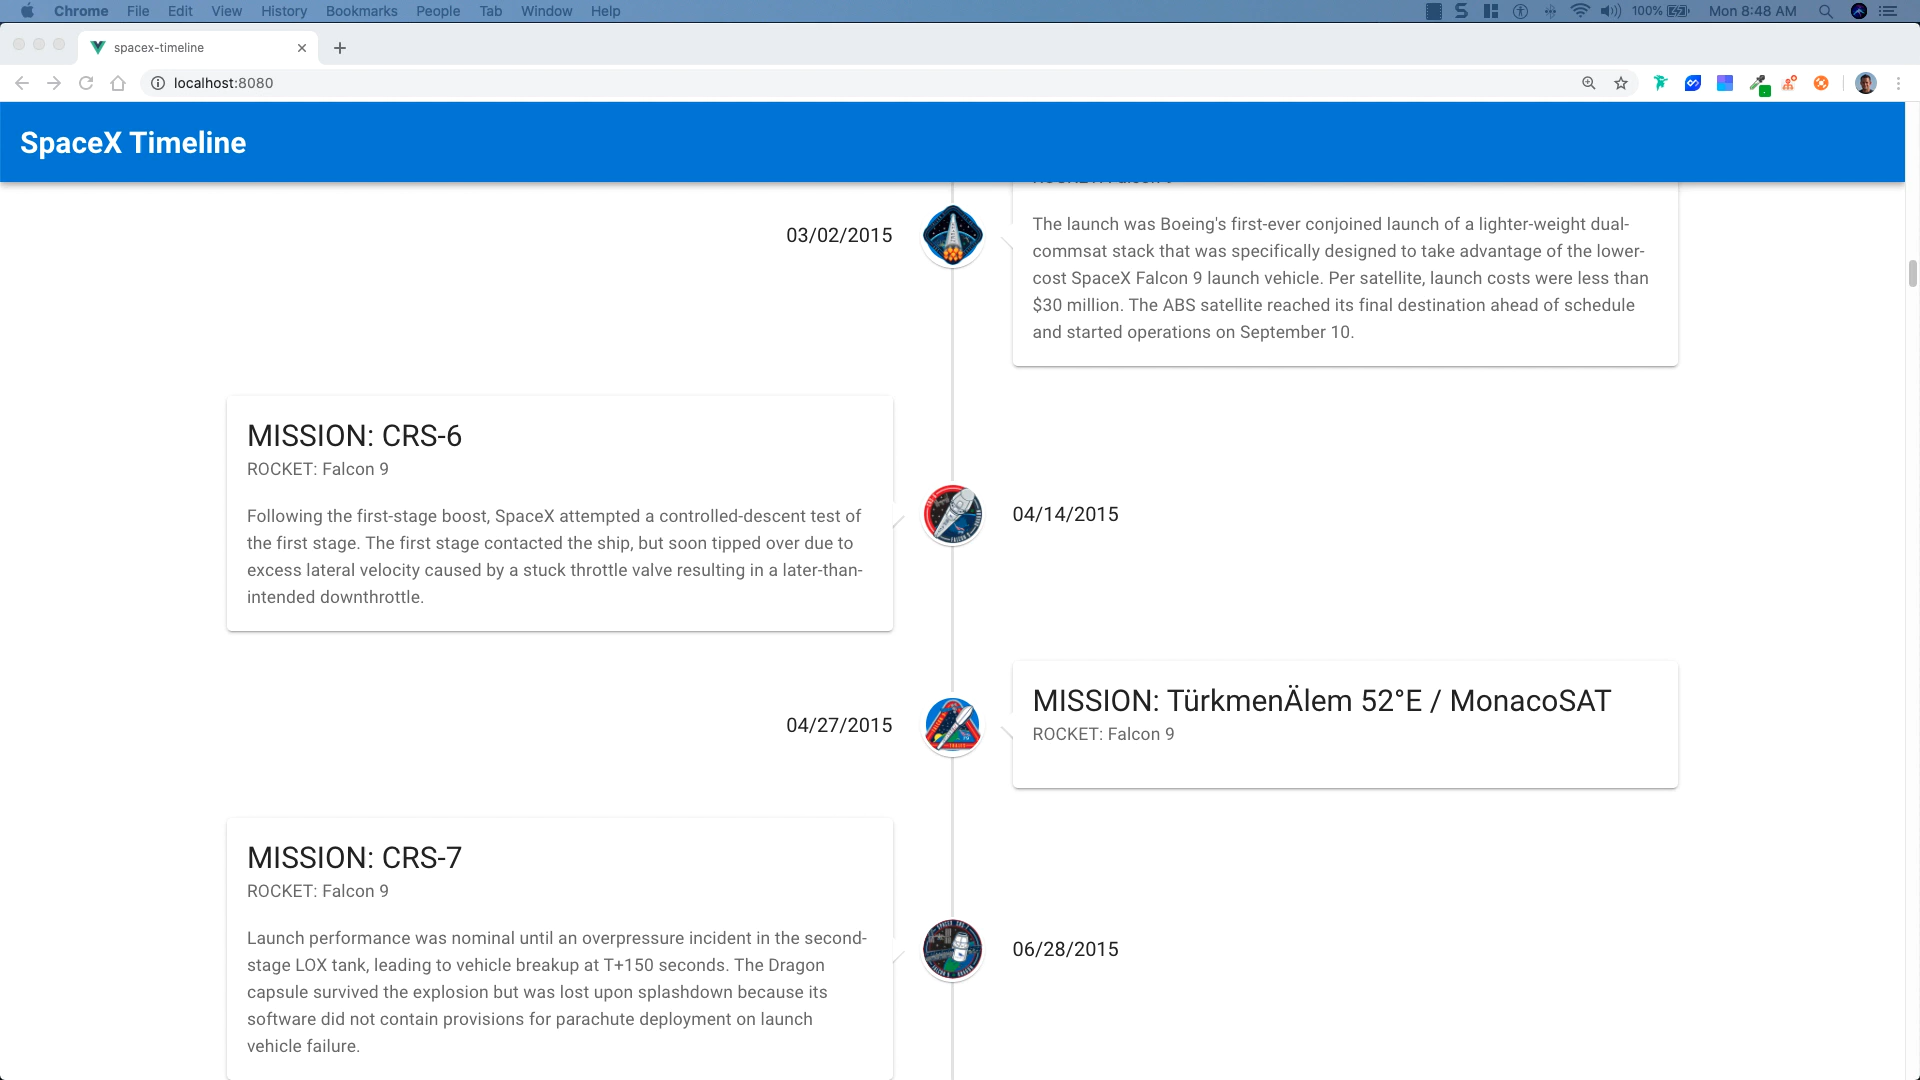 Chrome File Edit View History Bookmarks People Tab Window Help 100% Mon 8:48 AM
spacex-timeline
localhost:8080
SpaceX Timeline
03/02/2015
The launch was Boeing's first-ever conjoined launch of a lighter-weight dual-
commsat stack that was specifically designed to take advantage of the lower-
cost SpaceX Falcon 9 launch vehicle. Per satellite, launch costs were less than
$30 million. The ABS satellite reached its final destination ahead of schedule
and started operations on September 10.
MISSION: CRS-6
ROCKET: Falcon 9
Following the first-stage boost, SpaceX attempted a controlled-descent test of
the first stage. The first stage contacted the ship, but soon tipped over due to
excess lateral velocity caused by a stuck throttle valve resulting in a later-than-
intended downthrottle.
04/14/2015
04/27/2015
MISSION: TürkmenÄlem 52°E / MonacoSAT
ROCKET: Falcon 9
MISSION: CRS-7
ROCKET: Falcon 9
Launch performance was nominal until an overpressure incident in the second-
stage LOX tank, leading to vehicle breakup at T+150 seconds. The Dragon
capsule survived the explosion but was lost upon splashdown because its
software did not contain provisions for parachute deployment on launch
vehicle failure.
06/28/2015